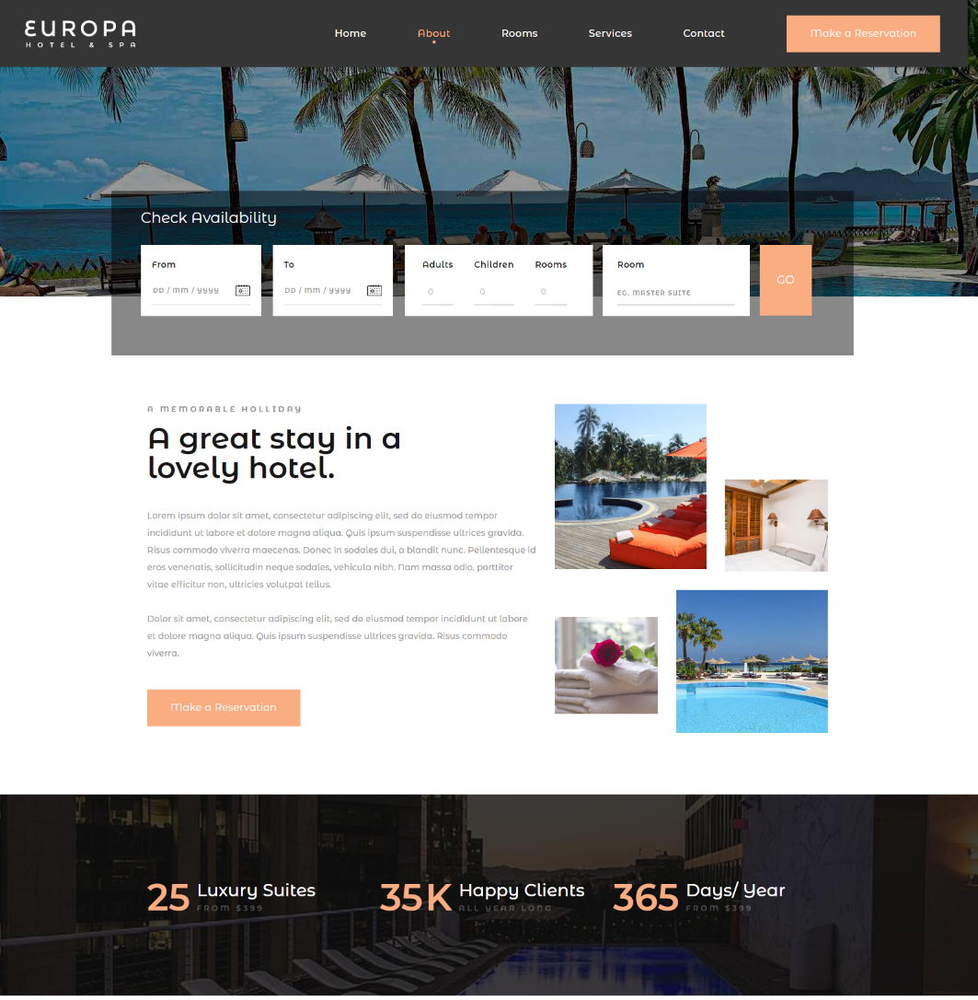 EUROPA
HOTEL & SPA
Home
About
Rooms
Services
Contact
Make a Reservation
Check Availability
From
DD / MM / YYYY
To
DD / MM / YYYY
Adults
Children
Rooms
0
0
0
Room
EG. MASTER SUITE
GO
A MEMORABLE HOLLIDAY
A great stay in a
lovely hotel.
Lorem ipsum dolor sit amet, consectetur adipiscing elit, sed do eiusmod tempor
incididunt ut labore et dolore magna aliqua. Quis ipsum suspendisse ultrices gravida.
Risus commodo viverra maecenas. Donec in sodales dui, a blandit nunc. Pellentesque id
eros venenatis, sollicitudin neque sodales, vehicula nibh. Nam massa odio, porttitor
vitae efficitur non, ultricies volutpat tellus.
Dolor sit amet, consectetur adipiscing elit, sed do eiusmod tempor incididunt ut labore
et dolore magna aliqua. Quis ipsum suspendisse ultrices gravida. Risus commodo
viverra.
Make a Reservation
25 Luxury Suites
FROM $399
35K Happy Clients
ALL YEAR LONG
365 Days/ Year
FROM $399